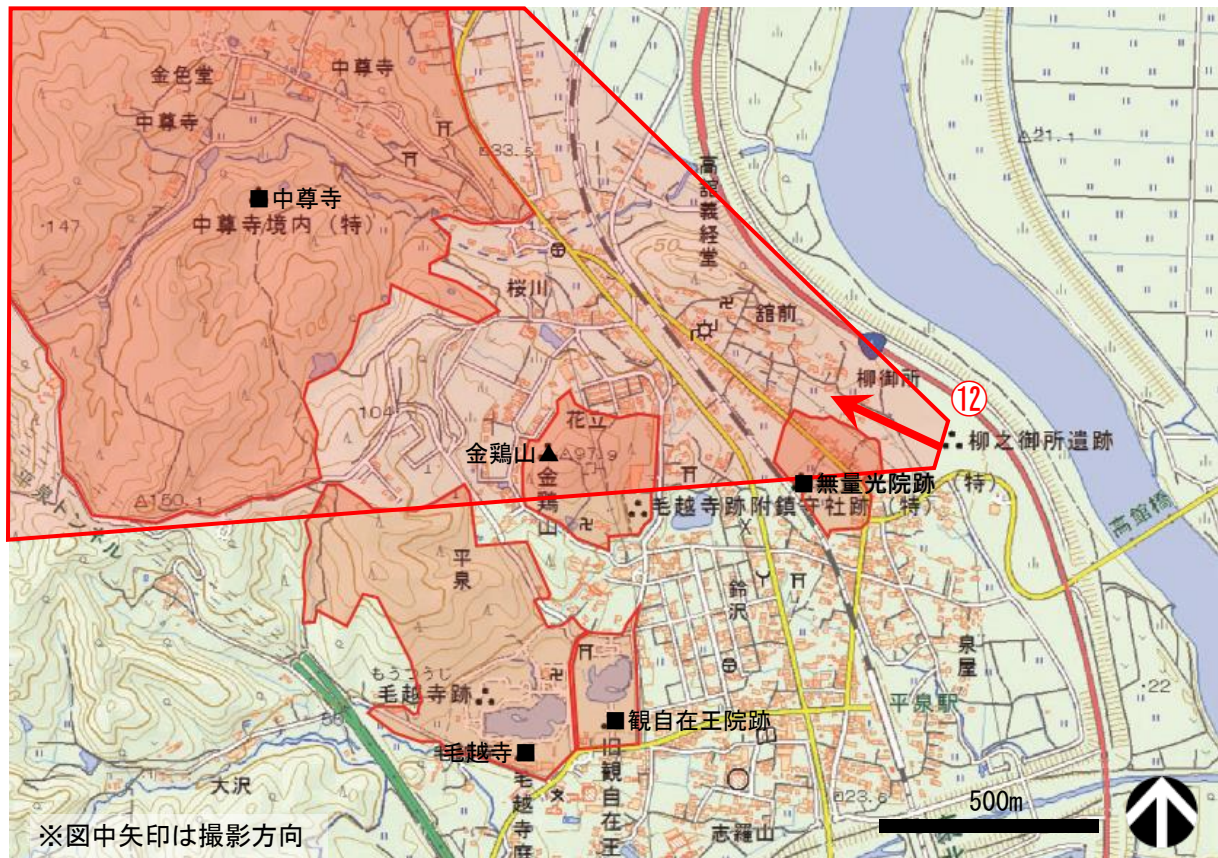 金色堂
中尊寺
中尊寺
■中尊寺
中尊寺境内（特）
・147
□33.5
高舘義経堂
50
△21.1
桜川
舘前
100
柳御所
⑫
柳之御所遺跡
104
花立
金鶏山▲
△97.9
金鶏山
■無量光院跡（特）
毛越寺跡附鎮守社跡（特）
△150.1
平泉トンネル
高館橋
平泉
鈴沢
泉屋
もうつうじ
毛越寺跡
・22
平泉駅
■観自在王院跡
毛越寺■
旧観自在王
毛越寺庭
大沢
□23.8
500m
志羅山
北
※図中矢印は撮影方向